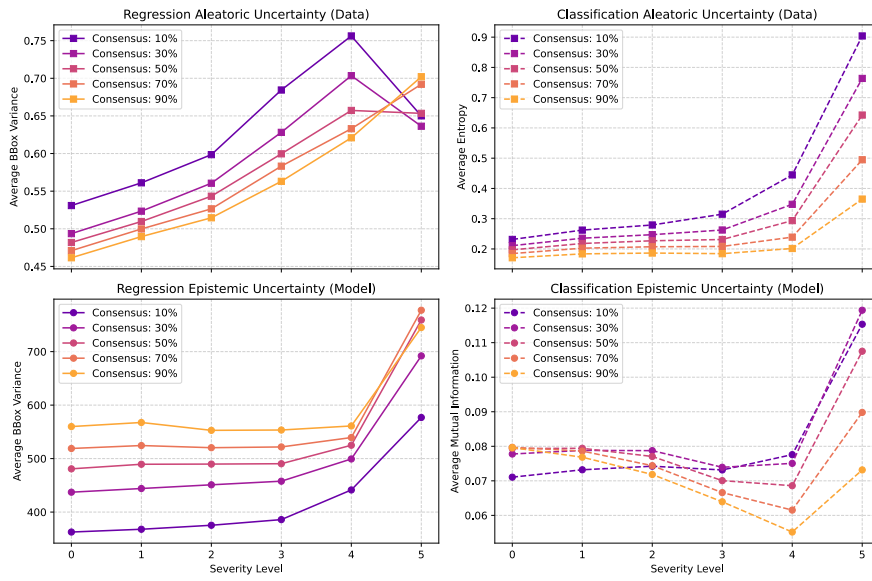 Regression Aleatoric Uncertainty (Data)
Average BBox Variance
0.75
0.70
0.65
0.60
0.55
0.50
0.45
Consensus: 10%
Consensus: 30%
Consensus: 50%
Consensus: 70%
Consensus: 90%
Classification Aleatoric Uncertainty (Data)
Average Entropy
0.9
0.8
0.7
0.6
0.5
0.4
0.3
0.2
Consensus: 10%
Consensus: 30%
Consensus: 50%
Consensus: 70%
Consensus: 90%
Regression Epistemic Uncertainty (Model)
Average BBox Variance
700
600
500
400
Consensus: 10%
Consensus: 30%
Consensus: 50%
Consensus: 70%
Consensus: 90%
0 1 2 3 4 5
Severity Level
Classification Epistemic Uncertainty (Model)
Average Mutual Information
0.12
0.11
0.10
0.09
0.08
0.07
0.06
Consensus: 10%
Consensus: 30%
Consensus: 50%
Consensus: 70%
Consensus: 90%
0 1 2 3 4 5
Severity Level